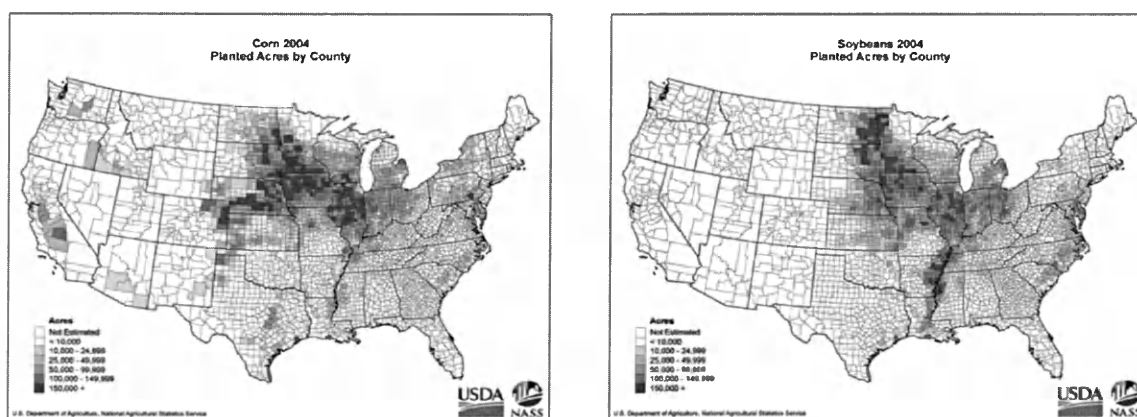 Corn 2004
Planted Acres by County
Acres
Not Estimated
< 10,000
10,000 - 24,999
25,000 - 49,999
50,000 - 99,999
100,000 - 149,999
150,000 +
USDA
NASS
U.S. Department of Agriculture, National Agricultural Statistics Service
Soybeans 2004
Planted Acres by County
Acres
Not Estimated
< 10,000
10,000 - 24,999
25,000 - 49,999
50,000 - 99,999
100,000 - 149,999
150,000 +
USDA
NASS
U.S. Department of Agriculture, National Agricultural Statistics Service